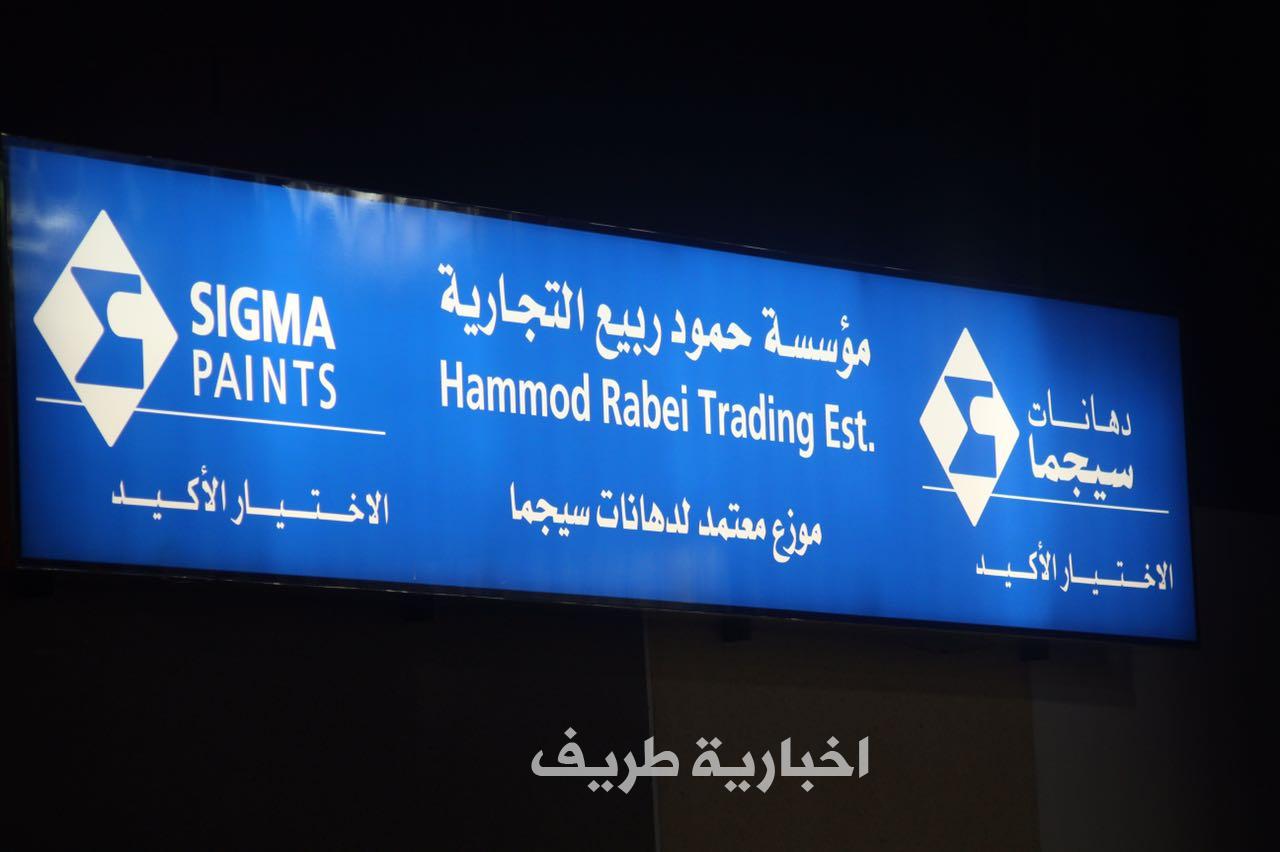 SIGMA
PAINTS
الاختيار الأكيد
مؤسسة حمود ربيع التجارية
Hammod Rabei Trading Est.
موزع معتمد لدهانات سيجما
دهانات
سيجما
الاختيار الأكيد
اخبارية طريف